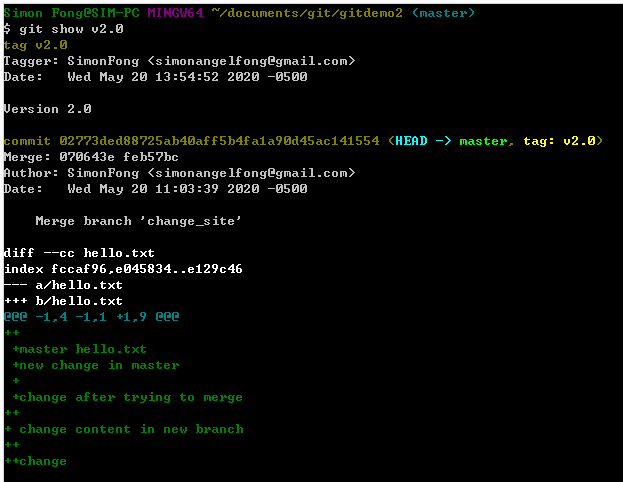 Simon Fong@SIM-PC MINGW64 ~/documents/git/gitdemo2 (master)
$ git show v2.0
tag v2.0
Tagger: SimonFong <simonangelfong@gmail.com>
Date:   Wed May 20 13:54:52 2020 -0500

Version 2.0

commit 02773ded88725ab40aff5b4fa1a90d45ac141554 (HEAD -> master, tag: v2.0)
Merge: 070643e feb57bc
Author: SimonFong <simonangelfong@gmail.com>
Date:   Wed May 20 11:03:39 2020 -0500

    Merge branch 'change_site'

diff --cc hello.txt
index fccaf96,e045834..e129c46
--- a/hello.txt
+++ b/hello.txt
@@@ -1,4 -1,1 +1,9 @@@
++
 +master hello.txt
 +new change in master
 +
 +change after trying to merge
++
+ change content in new branch
++
++change